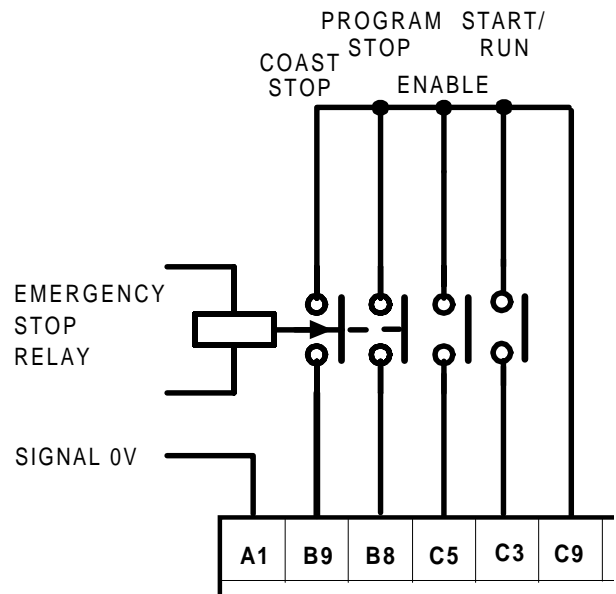 PROGRAM
STOP
START/
RUN
COAST
STOP
ENABLE
EMERGENCY
STOP
RELAY
SIGNAL 0V
A1 B9 B8 C5 C3 C9